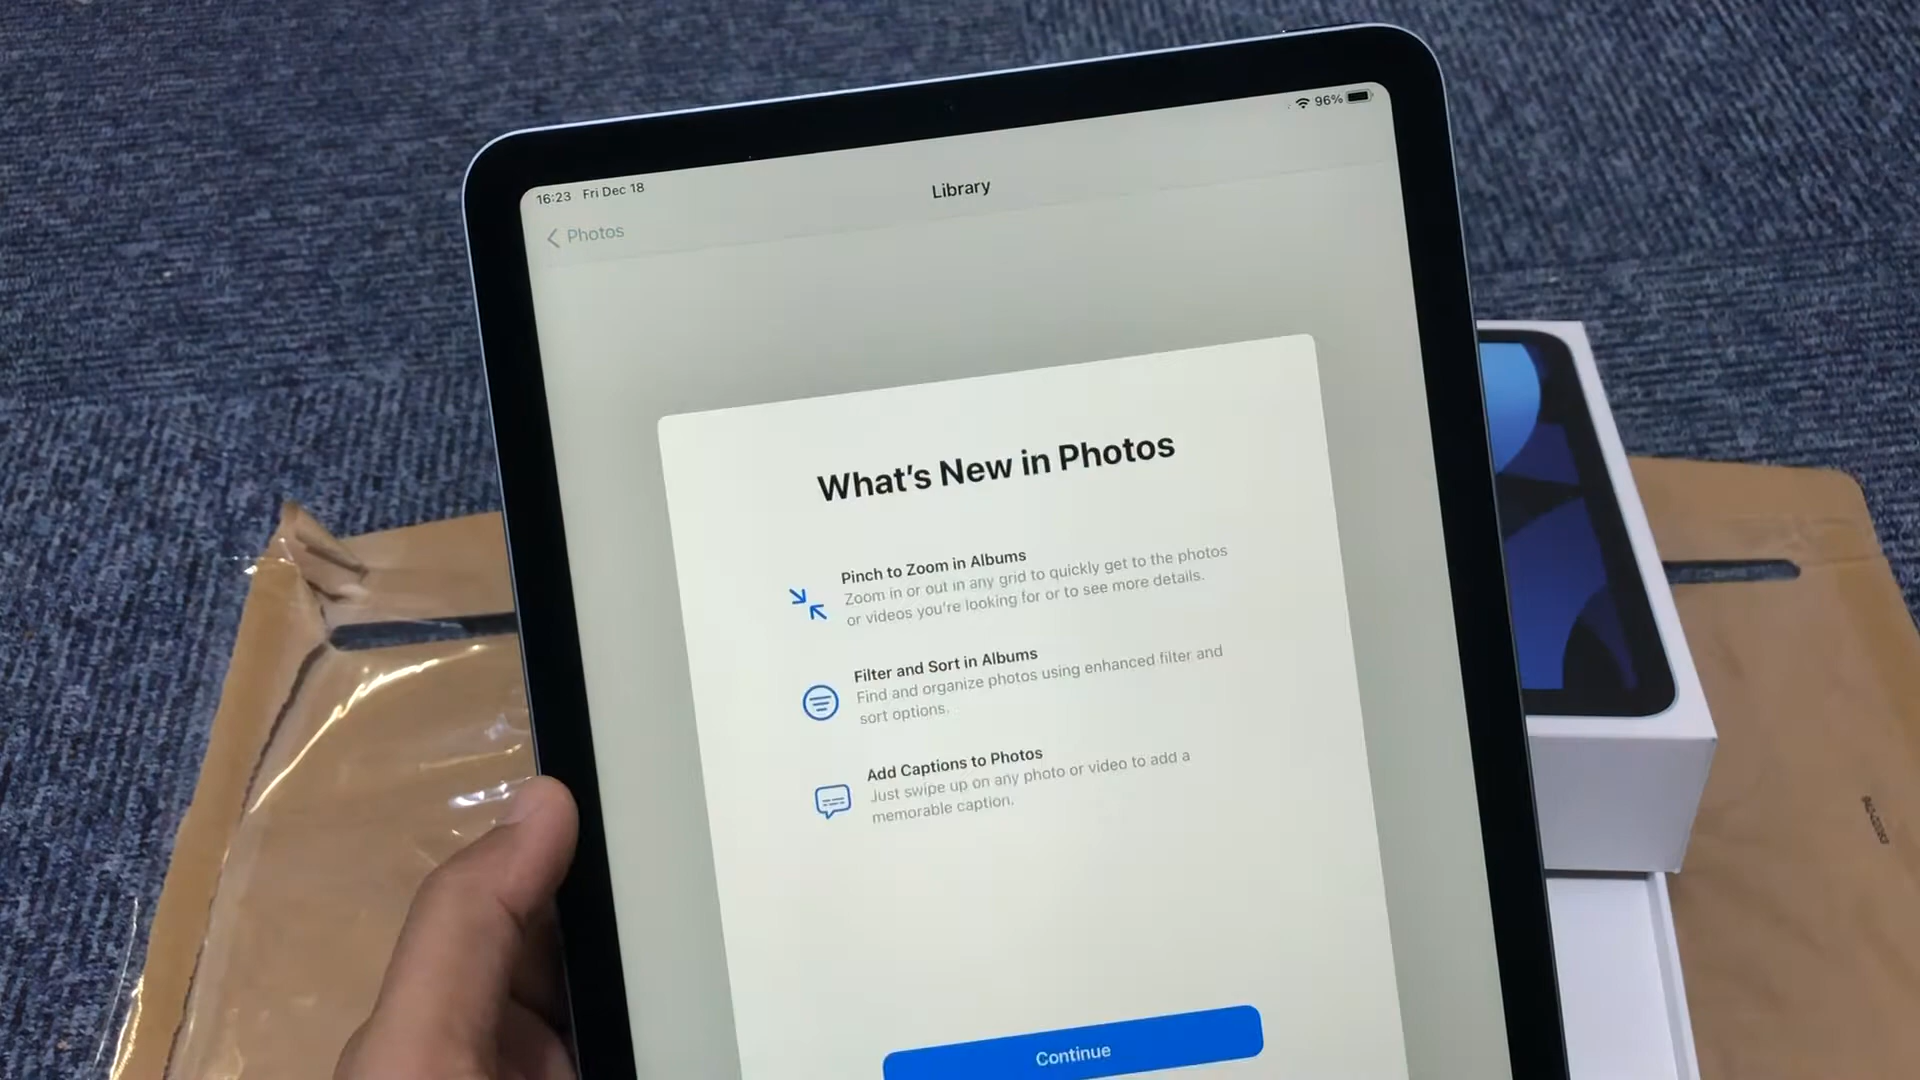 16:23 Fri Dec 18
96%
Photos
Library
What's New in Photos
Pinch to Zoom in Albums
Zoom in or out in any grid to quickly get to the photos
or videos you're looking for or to see more details.
Filter and Sort in Albums
Find and organize photos using enhanced filter and
sort options.
Add Captions to Photos
Just swipe up on any photo or video to add a
memorable caption.
Continue